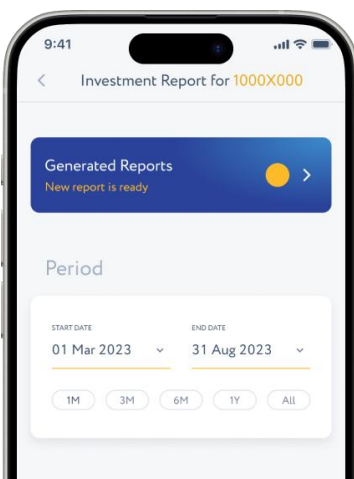 9:41
Investment Report for 1000X000
Generated Reports
New report is ready
Period
START DATE
END DATE
01 Mar 2023
31 Aug 2023
1M 3M 6M 1Y All